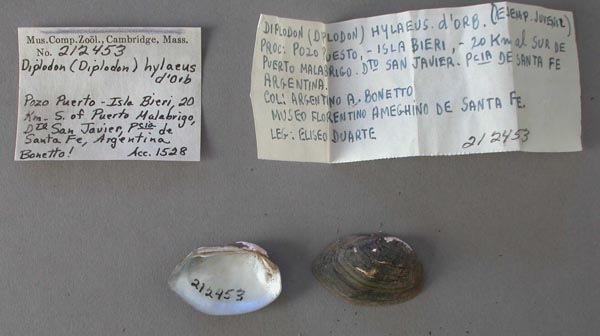 Mus. Comp. Zoöl., Cambridge, Mass.
No. 212453
Diplodon (Diplodon) hylaeus
d'Orb
Pozo Puerto - Isla Bieri, 20
Km. S. of Puerto Malabrigo,
Dto San Javier, Pcia de
Santa Fe, Argentina
Bonetto! Acc. 1528
DIPLODON (DIPLODON) HYLAEUS. d'ORB. (EJEMP. JUVENIL)
PROC: POZO PUESTO, - ISLA BIERI, - 20 Km al SUR DE
PUERTO MALABRIGO. Dto SAN JAVIER. Pcia DE SANTA FE
ARGENTINA.
COL: ARGENTINO A. BONETTO
MUSEO FLORENTINO AMEGHINO DE SANTA FE.
LEG: ELISEO DUARTE
212453
212453